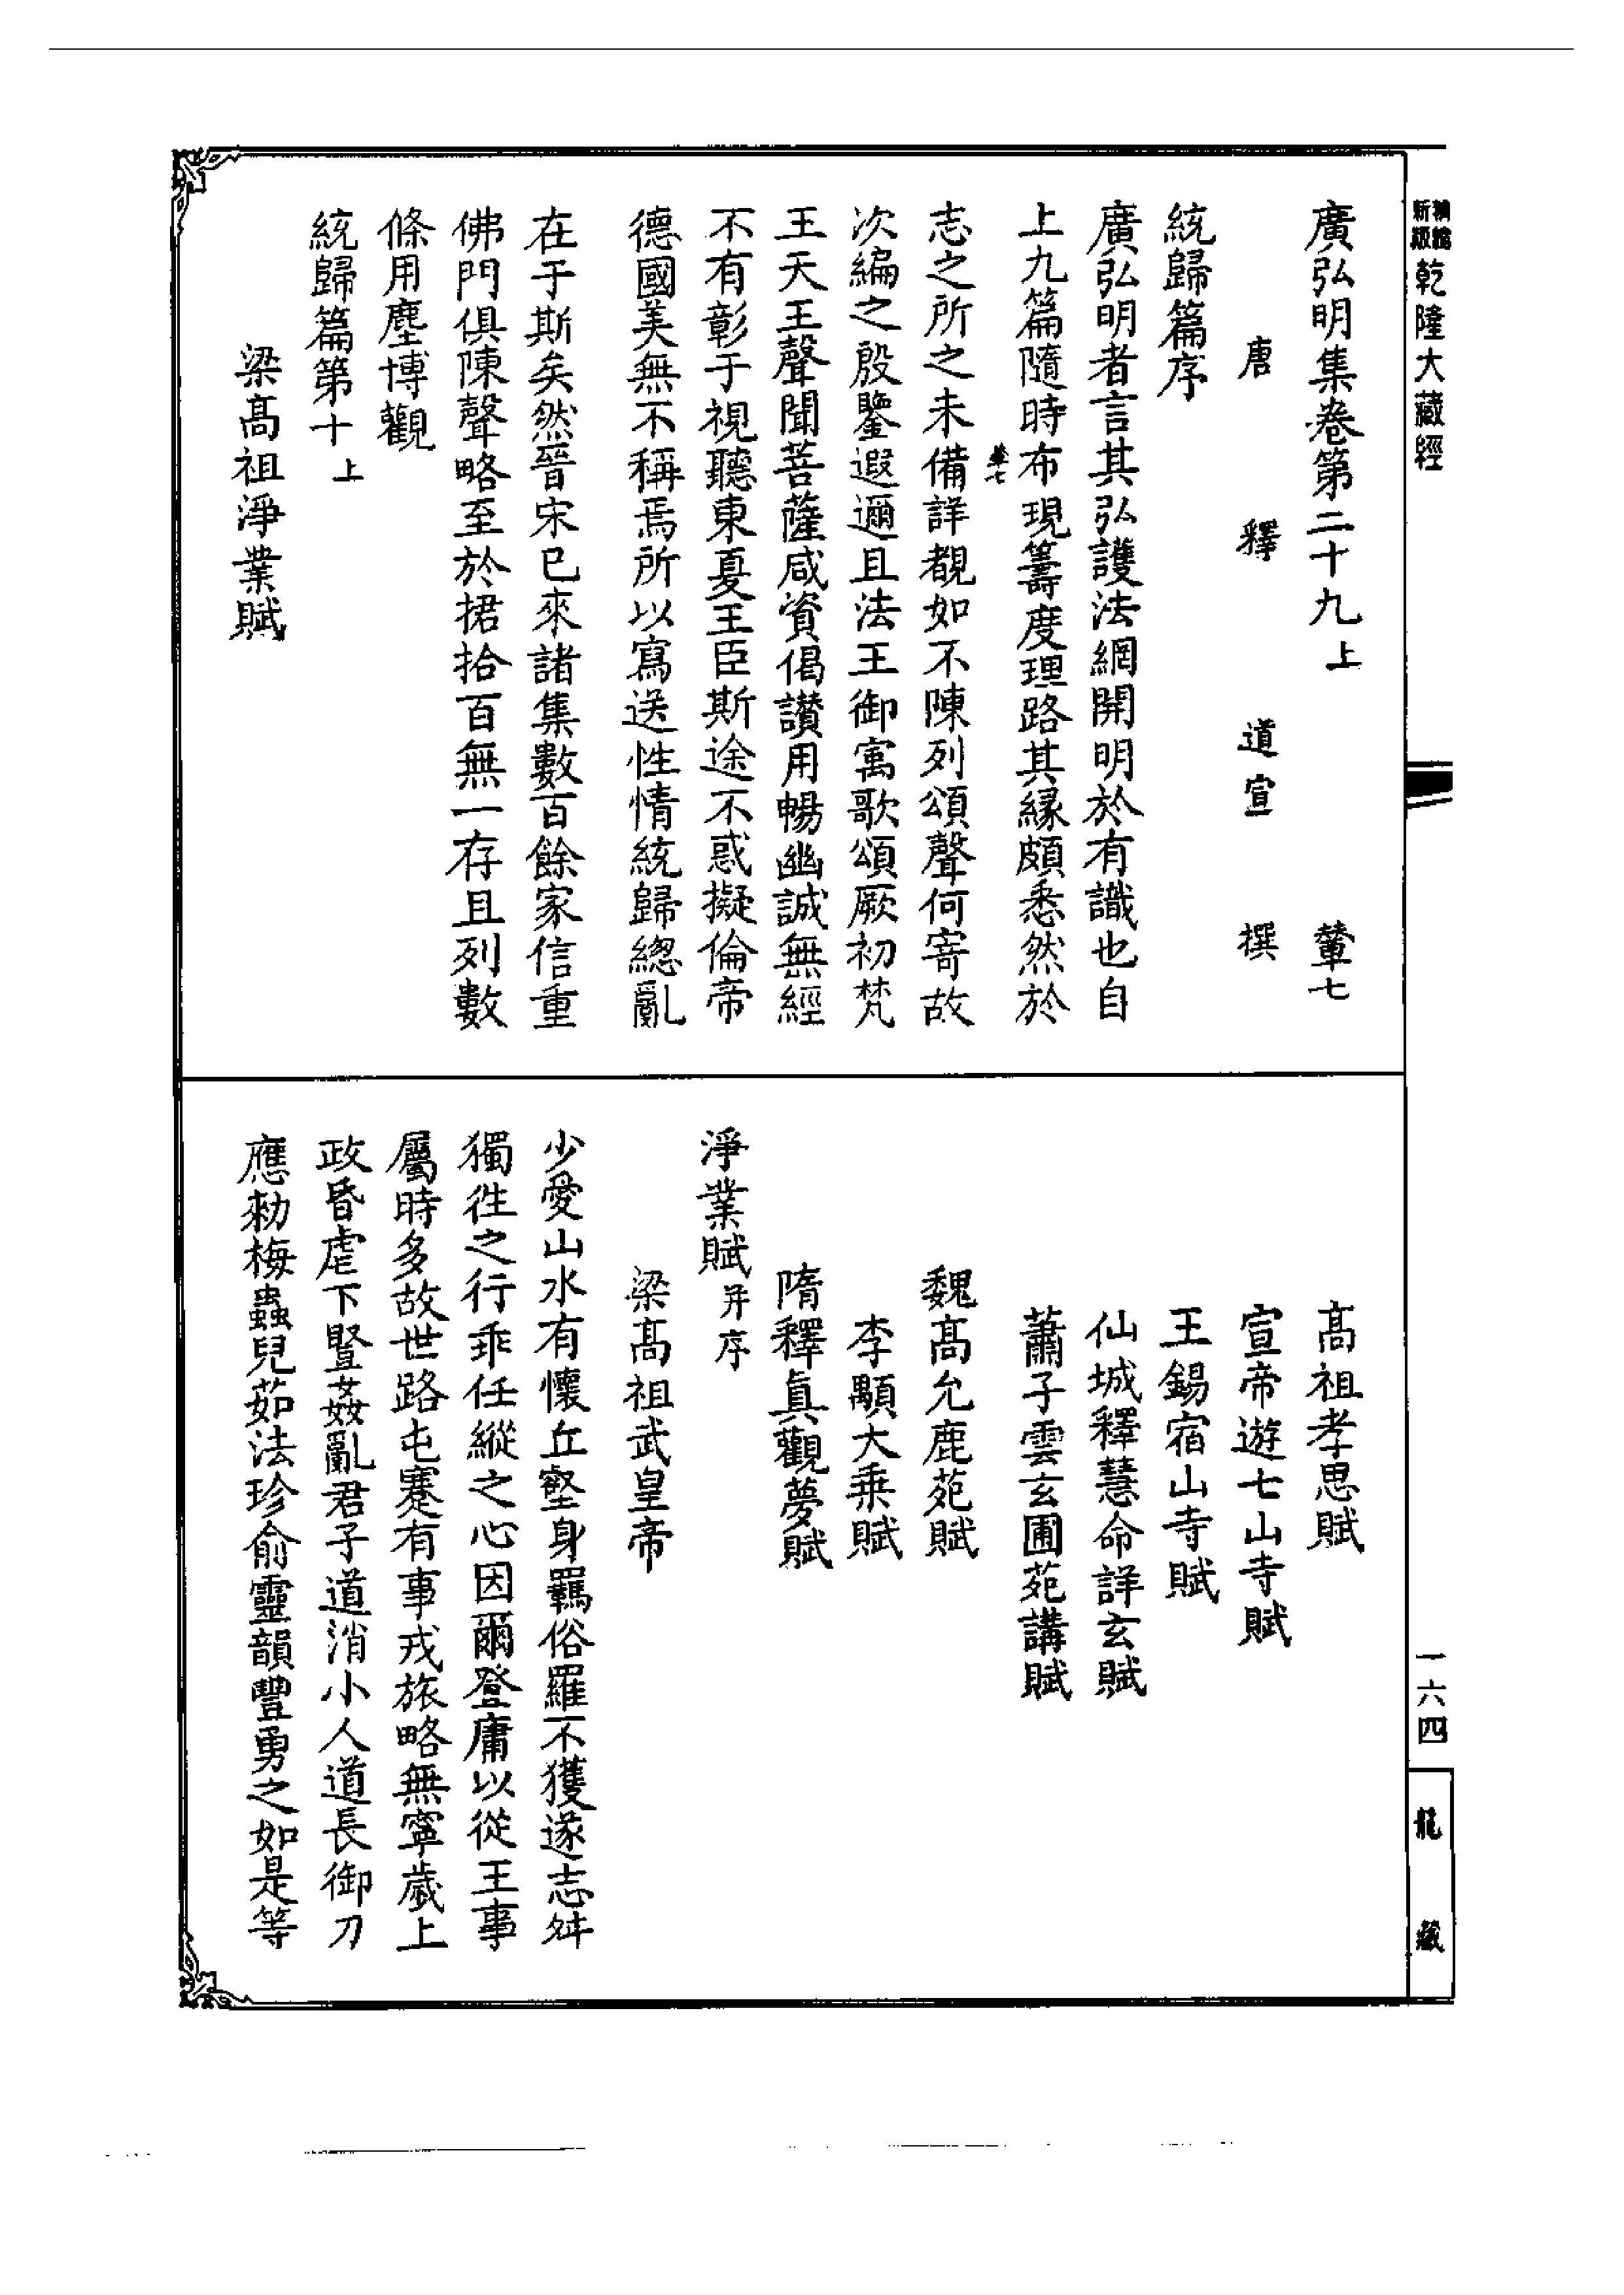 新版精縮乾隆大藏經
一六四
龍藏
廣弘明集卷第二十九上 輦七
唐 釋 道宣 撰
統歸篇序
廣弘明者言其弘護法網開明於有識也自
上九篇隨時布現籌度理路其緣頗悉然於
輦七
志之所之未備詳覩如不陳列頌聲何寄故
次編之殷鑒遐邇且法王御寓歌頌厥初梵
王天王聲聞菩薩咸資偈讚用暢幽誠無經
不有彰于視聽東夏王臣斯途不惑擬倫帝
德國美無不稱焉所以寫送性情統歸總亂
在于斯矣然晉宋已來諸集數百餘家信重
佛門俱陳聲略至於捃拾百無一存且列數
條用塵博觀
統歸篇第十上
梁髙祖淨業賦
髙祖孝思賦
宣帝遊七山寺賦
王錫宿山寺賦
仙城釋慧命詳玄賦
蕭子雲玄圃苑講賦
魏髙允鹿苑賦
李顒大乗賦
隋釋真觀夢賦
淨業賦并序
梁髙祖武皇帝
少愛山水有懷丘壑身羈俗羅不獲遂志舛
獨徃之行乖任縱之心因爾登庸以從王事
屬時多故世路屯蹇有事戎旅略無寧歲上
政昏虐下豎姦亂君子道消小人道長御刀
應勑梅蟲兒茹法珍俞靈韻豐勇之如是等